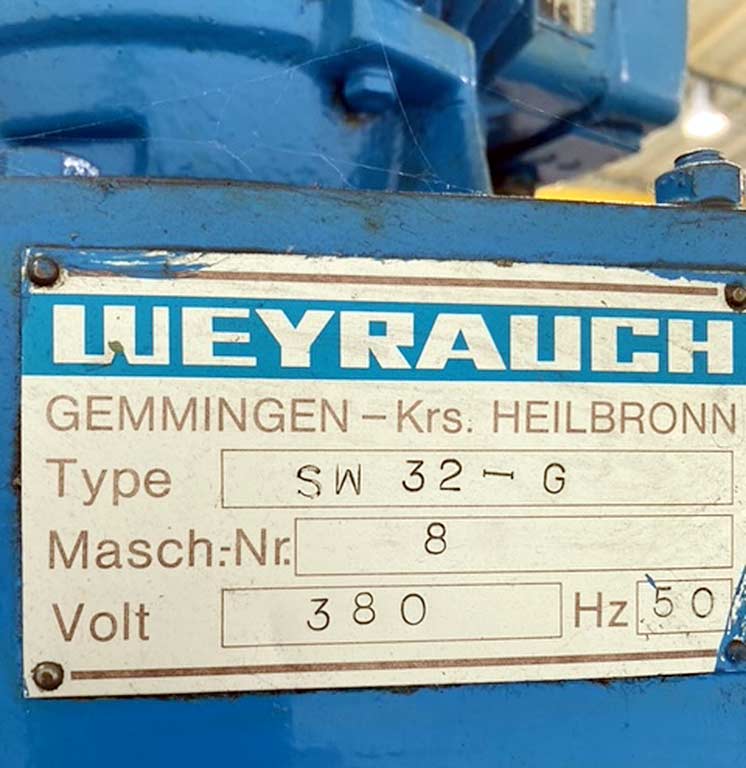 WEYRAUCH
GEMMINGEN – Krs. HEILBRONN
Type SW 32 - G
Masch.-Nr. 8
Volt 380 Hz 50